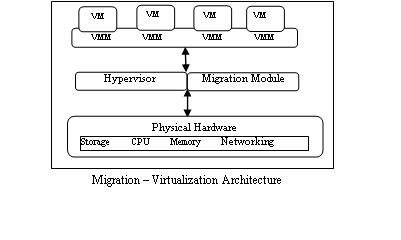 VM VM VM VM
VMM VMM VMM VMM
Hypervisor Migration Module
Physical Hardware
Storage CPU Memory Networking
Migration – Virtualization Architecture